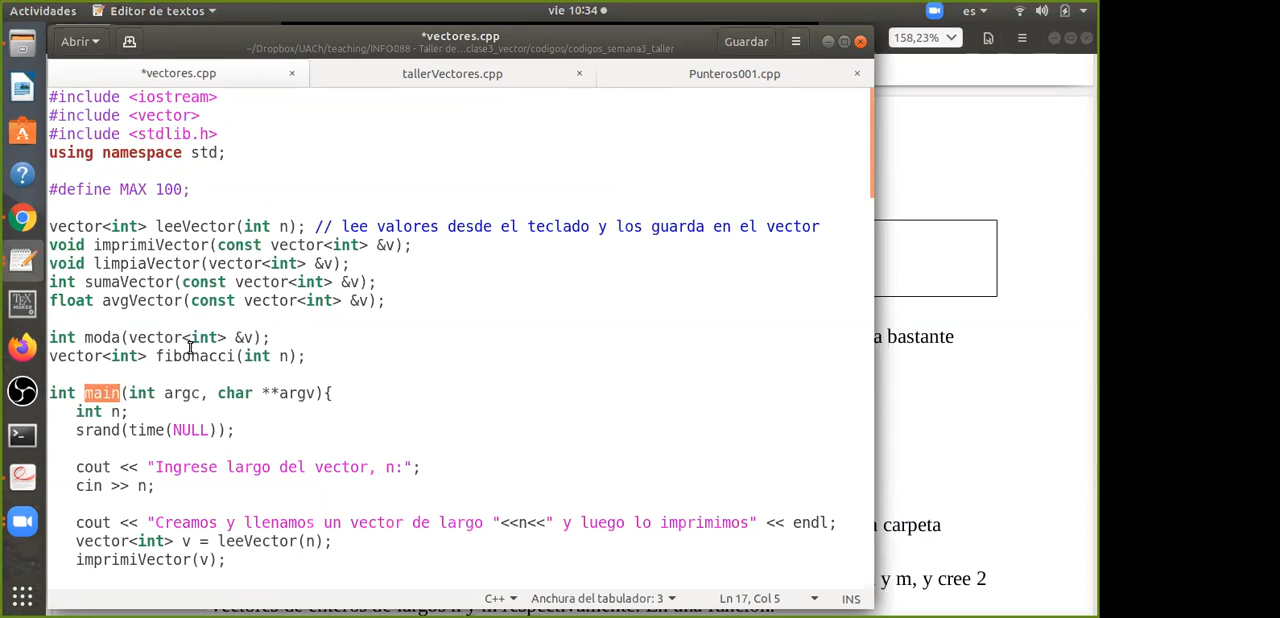 Actividades Editor de textos vie 10:34 es
Abrir *vectores.cpp Guardar 158,23%
~/Dropbox/UACh/teaching/INFO088 - Taller de...clase3_vector/codigos/codigos_semana3_taller
*vectores.cpp × tallerVectores.cpp × Punteros001.cpp ×
#include <iostream>
#include <vector>
#include <stdlib.h>
using namespace std;
#define MAX 100;
vector<int> leeVector(int n); // lee valores desde el teclado y los guarda en el vector
void imprimiVector(const vector<int> &v);
void limpiaVector(vector<int> &v);
int sumaVector(const vector<int> &v);
float avgVector(const vector<int> &v);
int moda(vector<int> &v);
vector<int> fibonacci(int n);
int main(int argc, char **argv){
int n;
srand(time(NULL));
cout << "Ingrese largo del vector, n:";
cin >> n;
cout << "Creamos y llenamos un vector de largo "<<n<<" y luego lo imprimimos" << endl;
vector<int> v = leeVector(n);
imprimiVector(v);
C++ Anchura del tabulador: 3 Ln 17, Col 5 INS
a bastante
a carpeta
y m, y cree 2